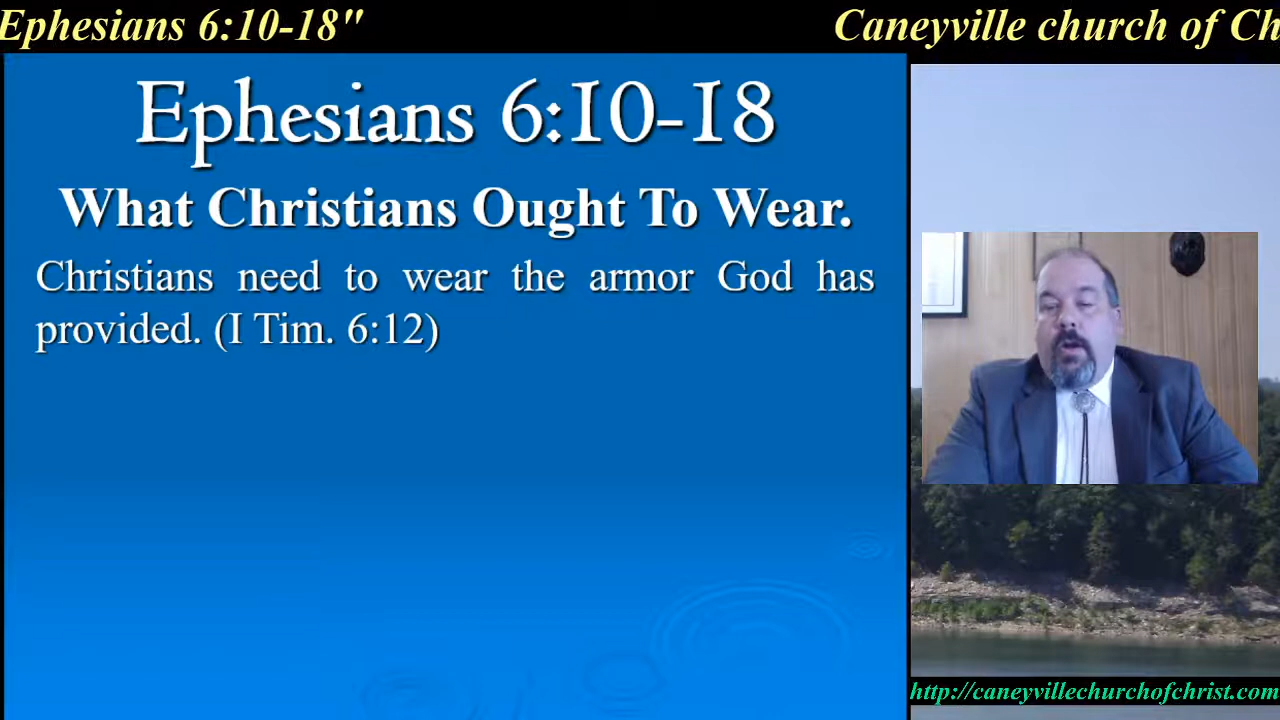 Ephesians 6:10-18"
Caneyville church of Ch
Ephesians 6:10-18
What Christians Ought To Wear.
Christians need to wear the armor God has
provided. (I Tim. 6:12)
http://caneyvillechurchofchrist.com